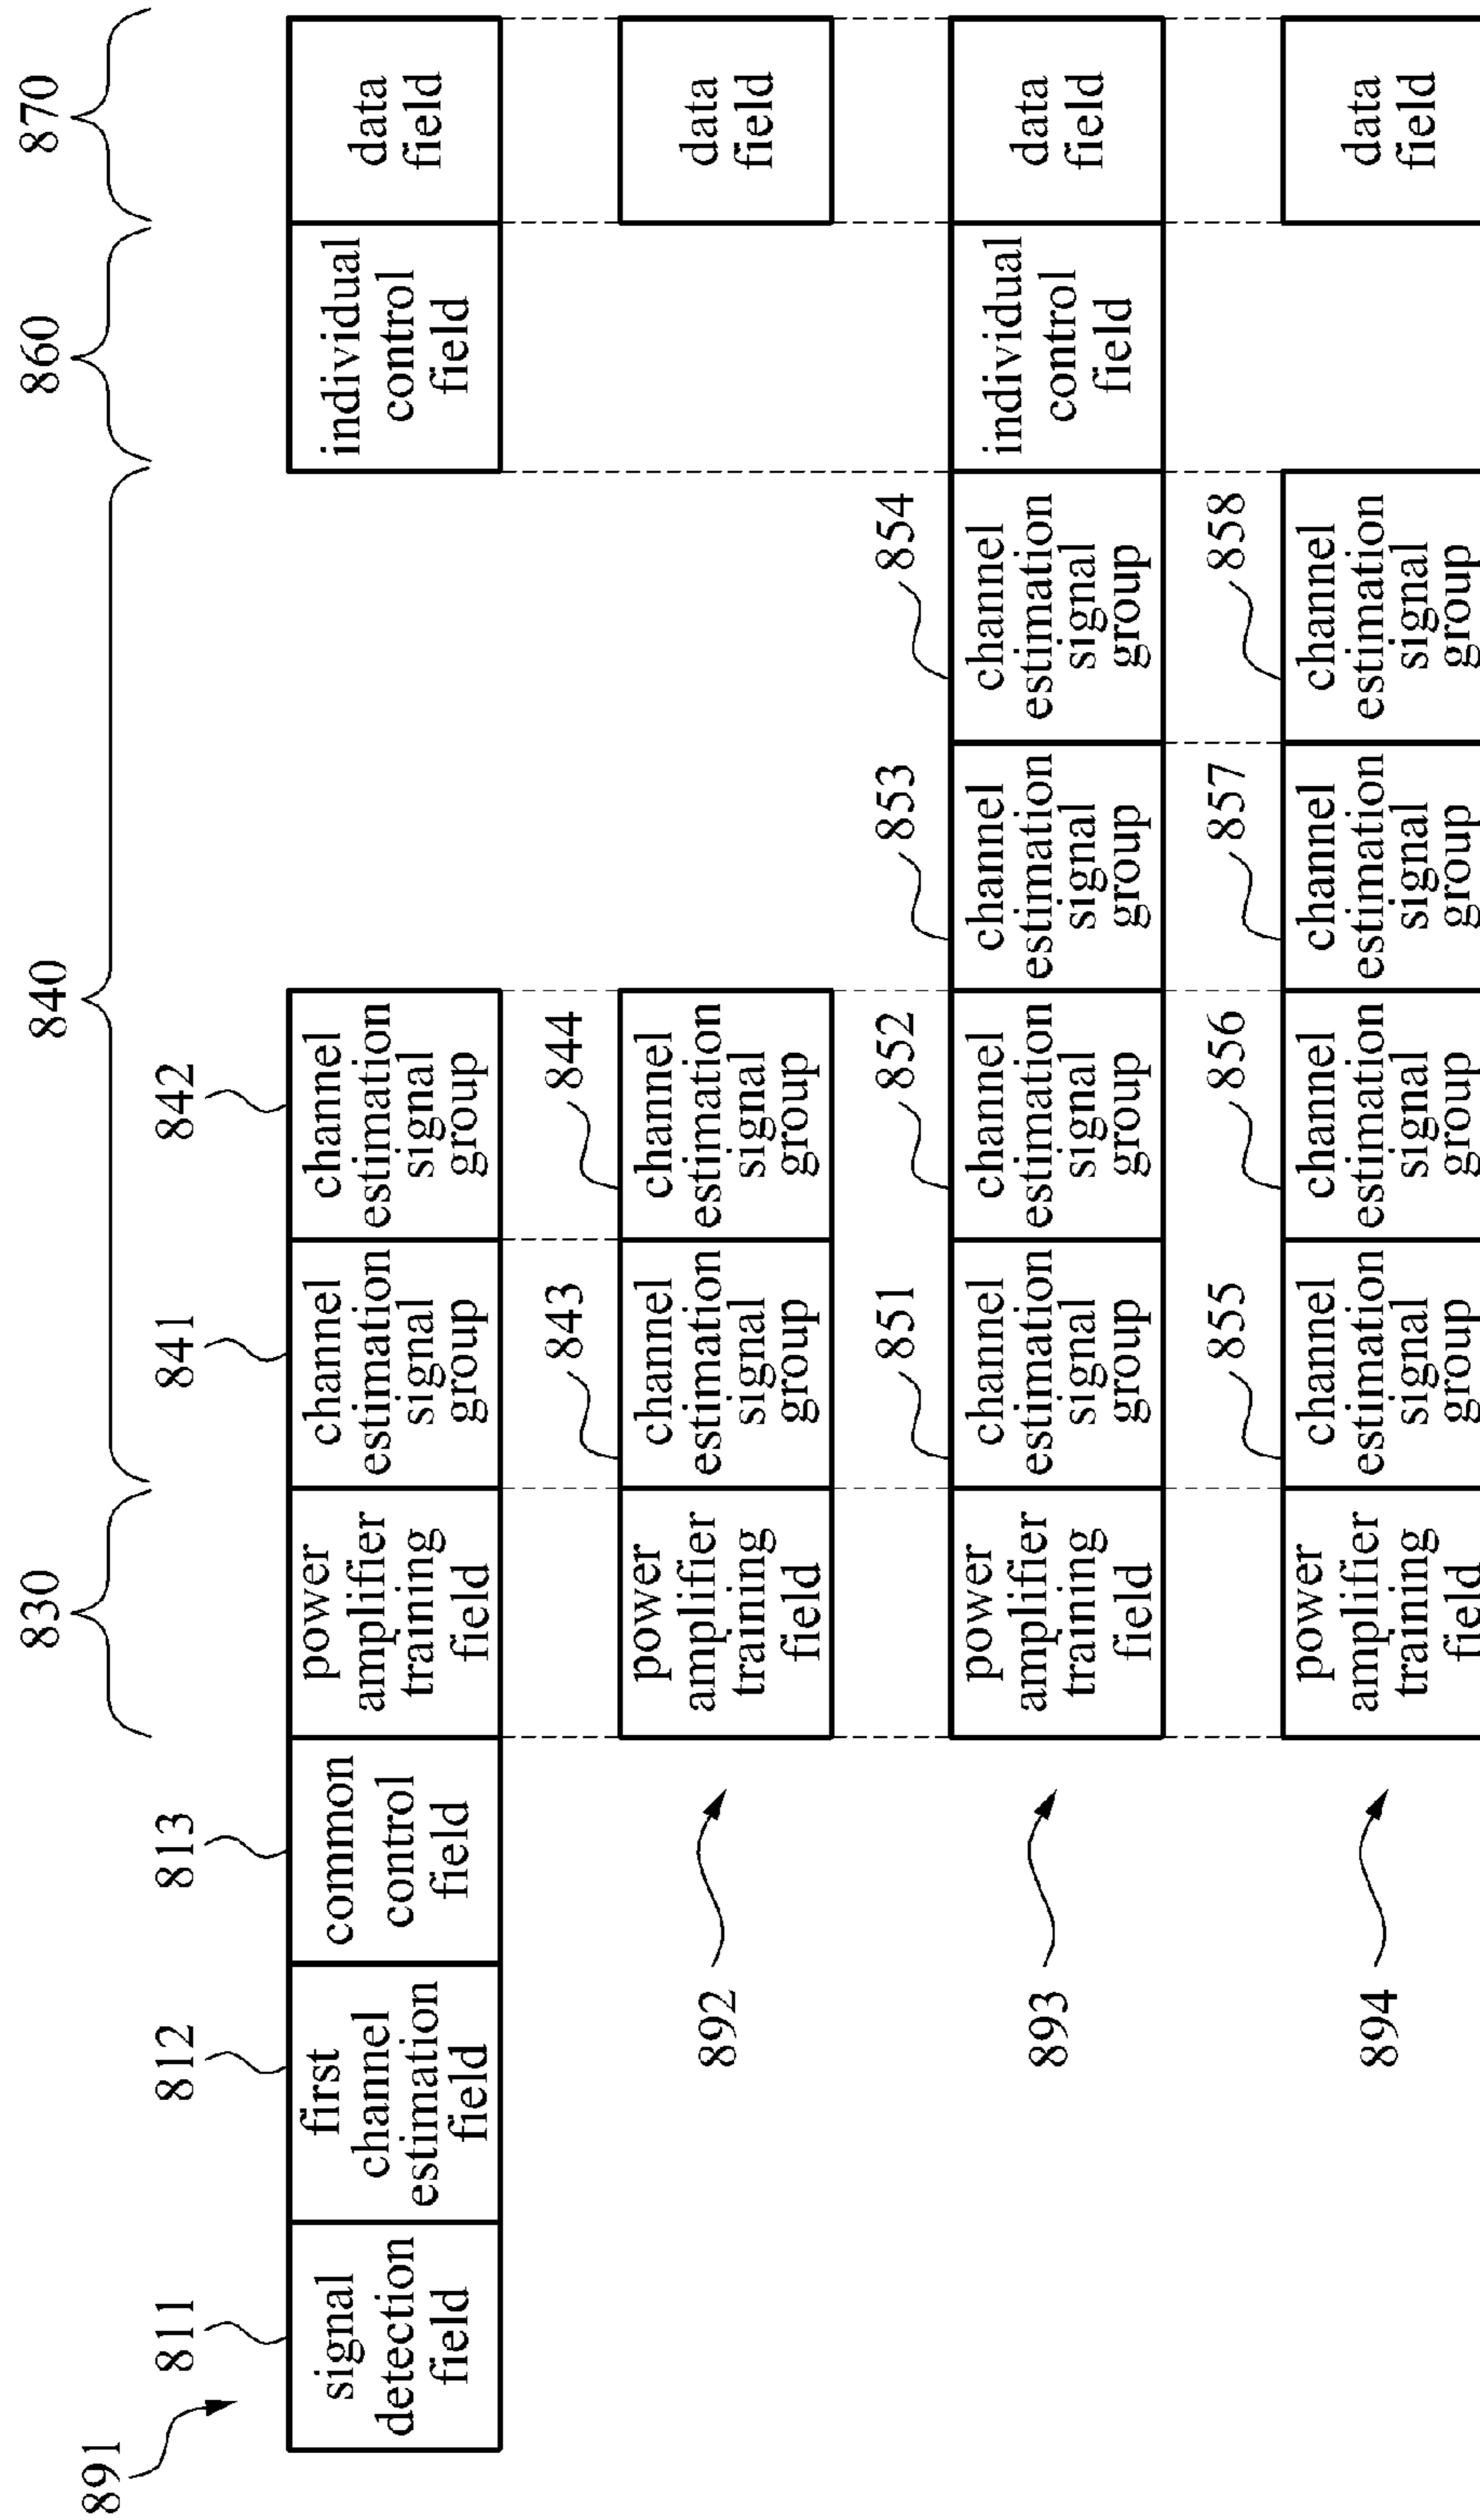 830
840
860
870
891
811
812
813
841
842
signal
detection
field
first
channel
estimation
field
common
control
field
power
amplifier
training
field
channel
estimation
signal
group
channel
estimation
signal
group
individual
control
field
data
field
843
844
892
power
amplifier
training
field
channel
estimation
signal
group
channel
estimation
signal
group
data
field
851
852
853
854
893
power
amplifier
training
field
channel
estimation
signal
group
channel
estimation
signal
group
channel
estimation
signal
group
channel
estimation
signal
group
individual
control
field
data
field
855
856
857
858
894
power
amplifier
training
field
channel
estimation
signal
group
channel
estimation
signal
group
channel
estimation
signal
group
channel
estimation
signal
group
data
field